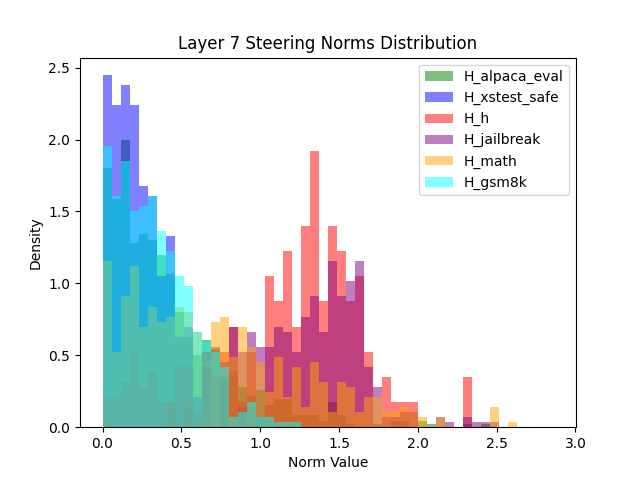 Layer 7 Steering Norms Distribution
H_alpaca_eval
H_xstest_safe
H_h
H_jailbreak
H_math
H_gsm8k
2.5
2.0
1.5
1.0
0.5
0.0
Density
0.0 0.5 1.0 1.5 2.0 2.5 3.0
Norm Value